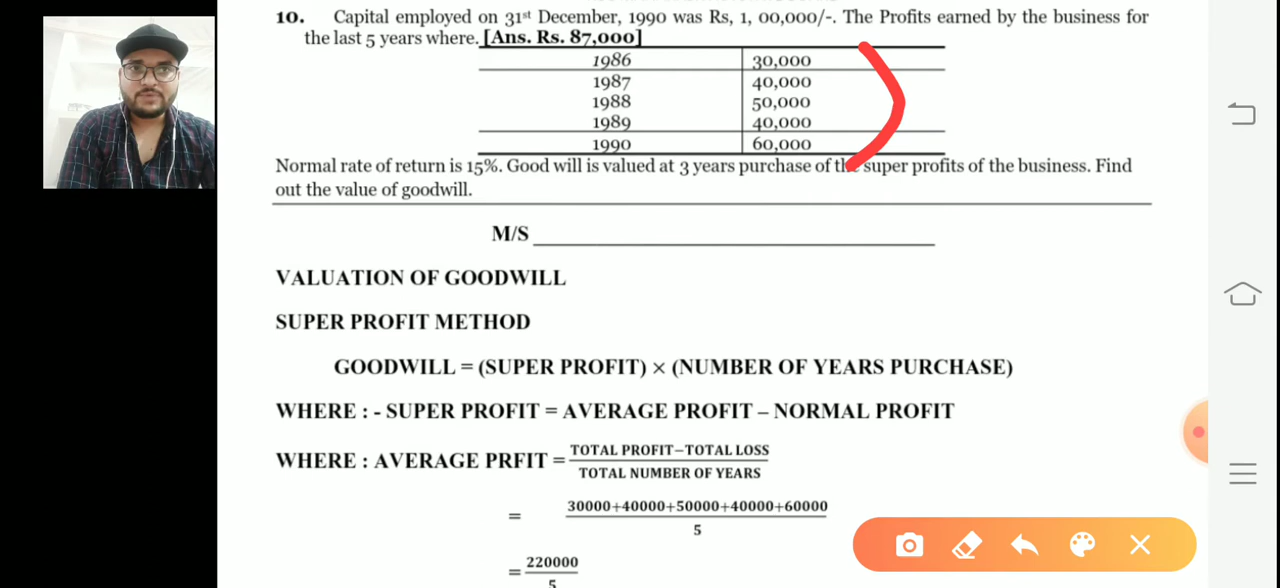 10. Capital employed on 31st December, 1990 was Rs, 1, 00,000/-. The Profits earned by the business for
the last 5 years where. [Ans. Rs. 87,000]
1986 30,000
1987 40,000
1988 50,000
1989 40,000
1990 60,000
Normal rate of return is 15%. Good will is valued at 3 years purchase of the super profits of the business. Find
out the value of goodwill.
M/S
VALUATION OF GOODWILL
SUPER PROFIT METHOD
GOODWILL = (SUPER PROFIT) × (NUMBER OF YEARS PURCHASE)
WHERE : - SUPER PROFIT = AVERAGE PROFIT – NORMAL PROFIT
WHERE : AVERAGE PRFIT = TOTAL PROFIT−TOTAL LOSS
TOTAL NUMBER OF YEARS
= 30000+40000+50000+40000+60000
5
= 220000
5